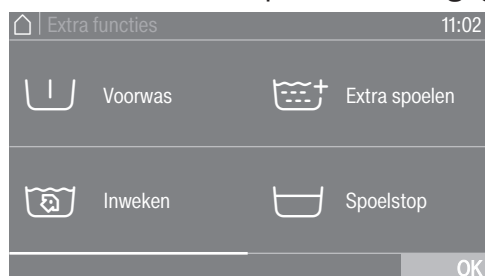 Extra functies 11:02
Voorwas Extra spoelen
Inweken Spoelstop
OK